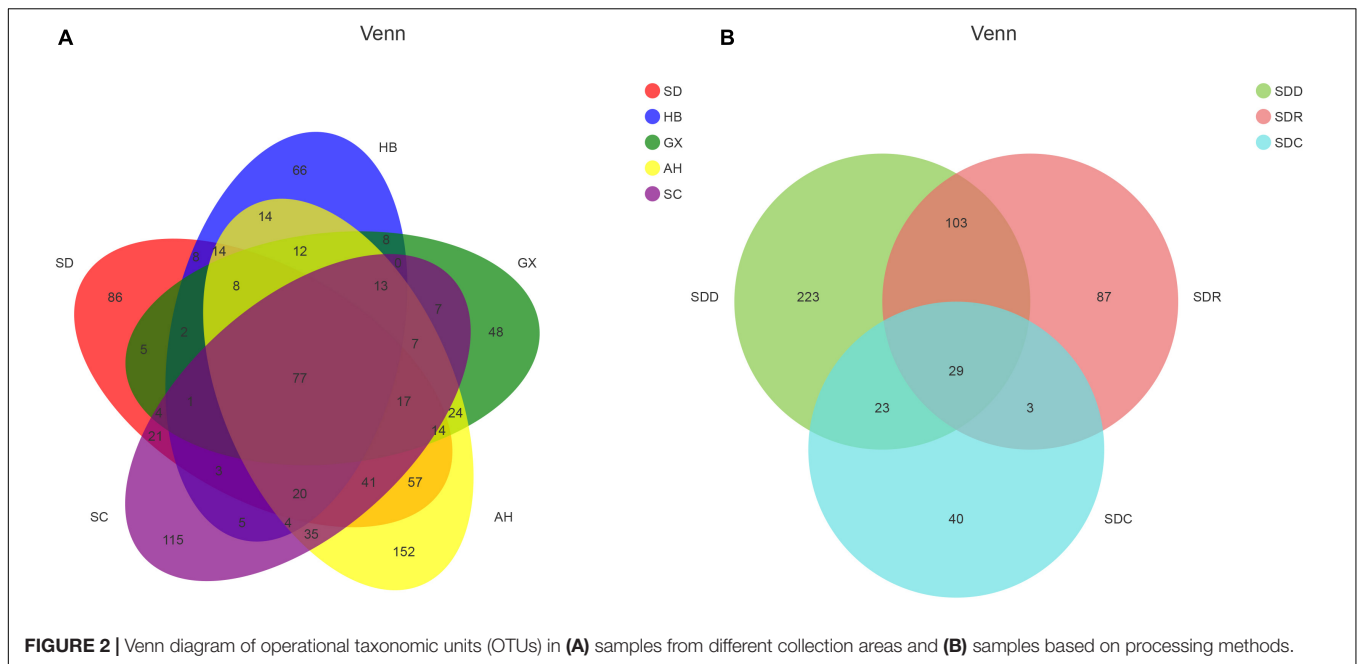 A
Venn
SD
HB
GX
AH
SC
HB
66
14
8
14
12
0
SD
GX
8
13
86
7
48
2
5
7
77
1
17
4
24
14
21
41
57
20
SC
5
4
AH
35
115
152
B
Venn
SDD
SDR
SDC
103
SDD
223
87
SDR
29
23
3
40
SDC
FIGURE 2 | Venn diagram of operational taxonomic units (OTUs) in (A) samples from different collection areas and (B) samples based on processing methods.